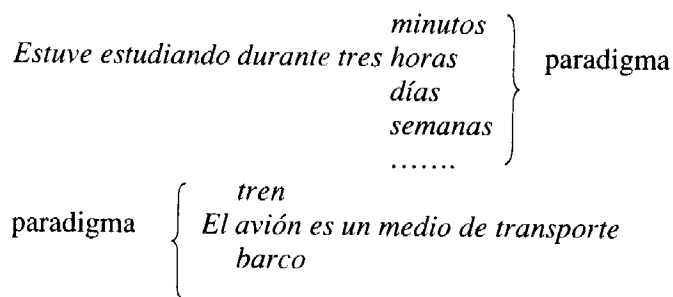 minutos
Estuve estudiando durante tres horas
paradigma
días
semanas
.......
tren
paradigma
El avión es un medio de transporte
barco